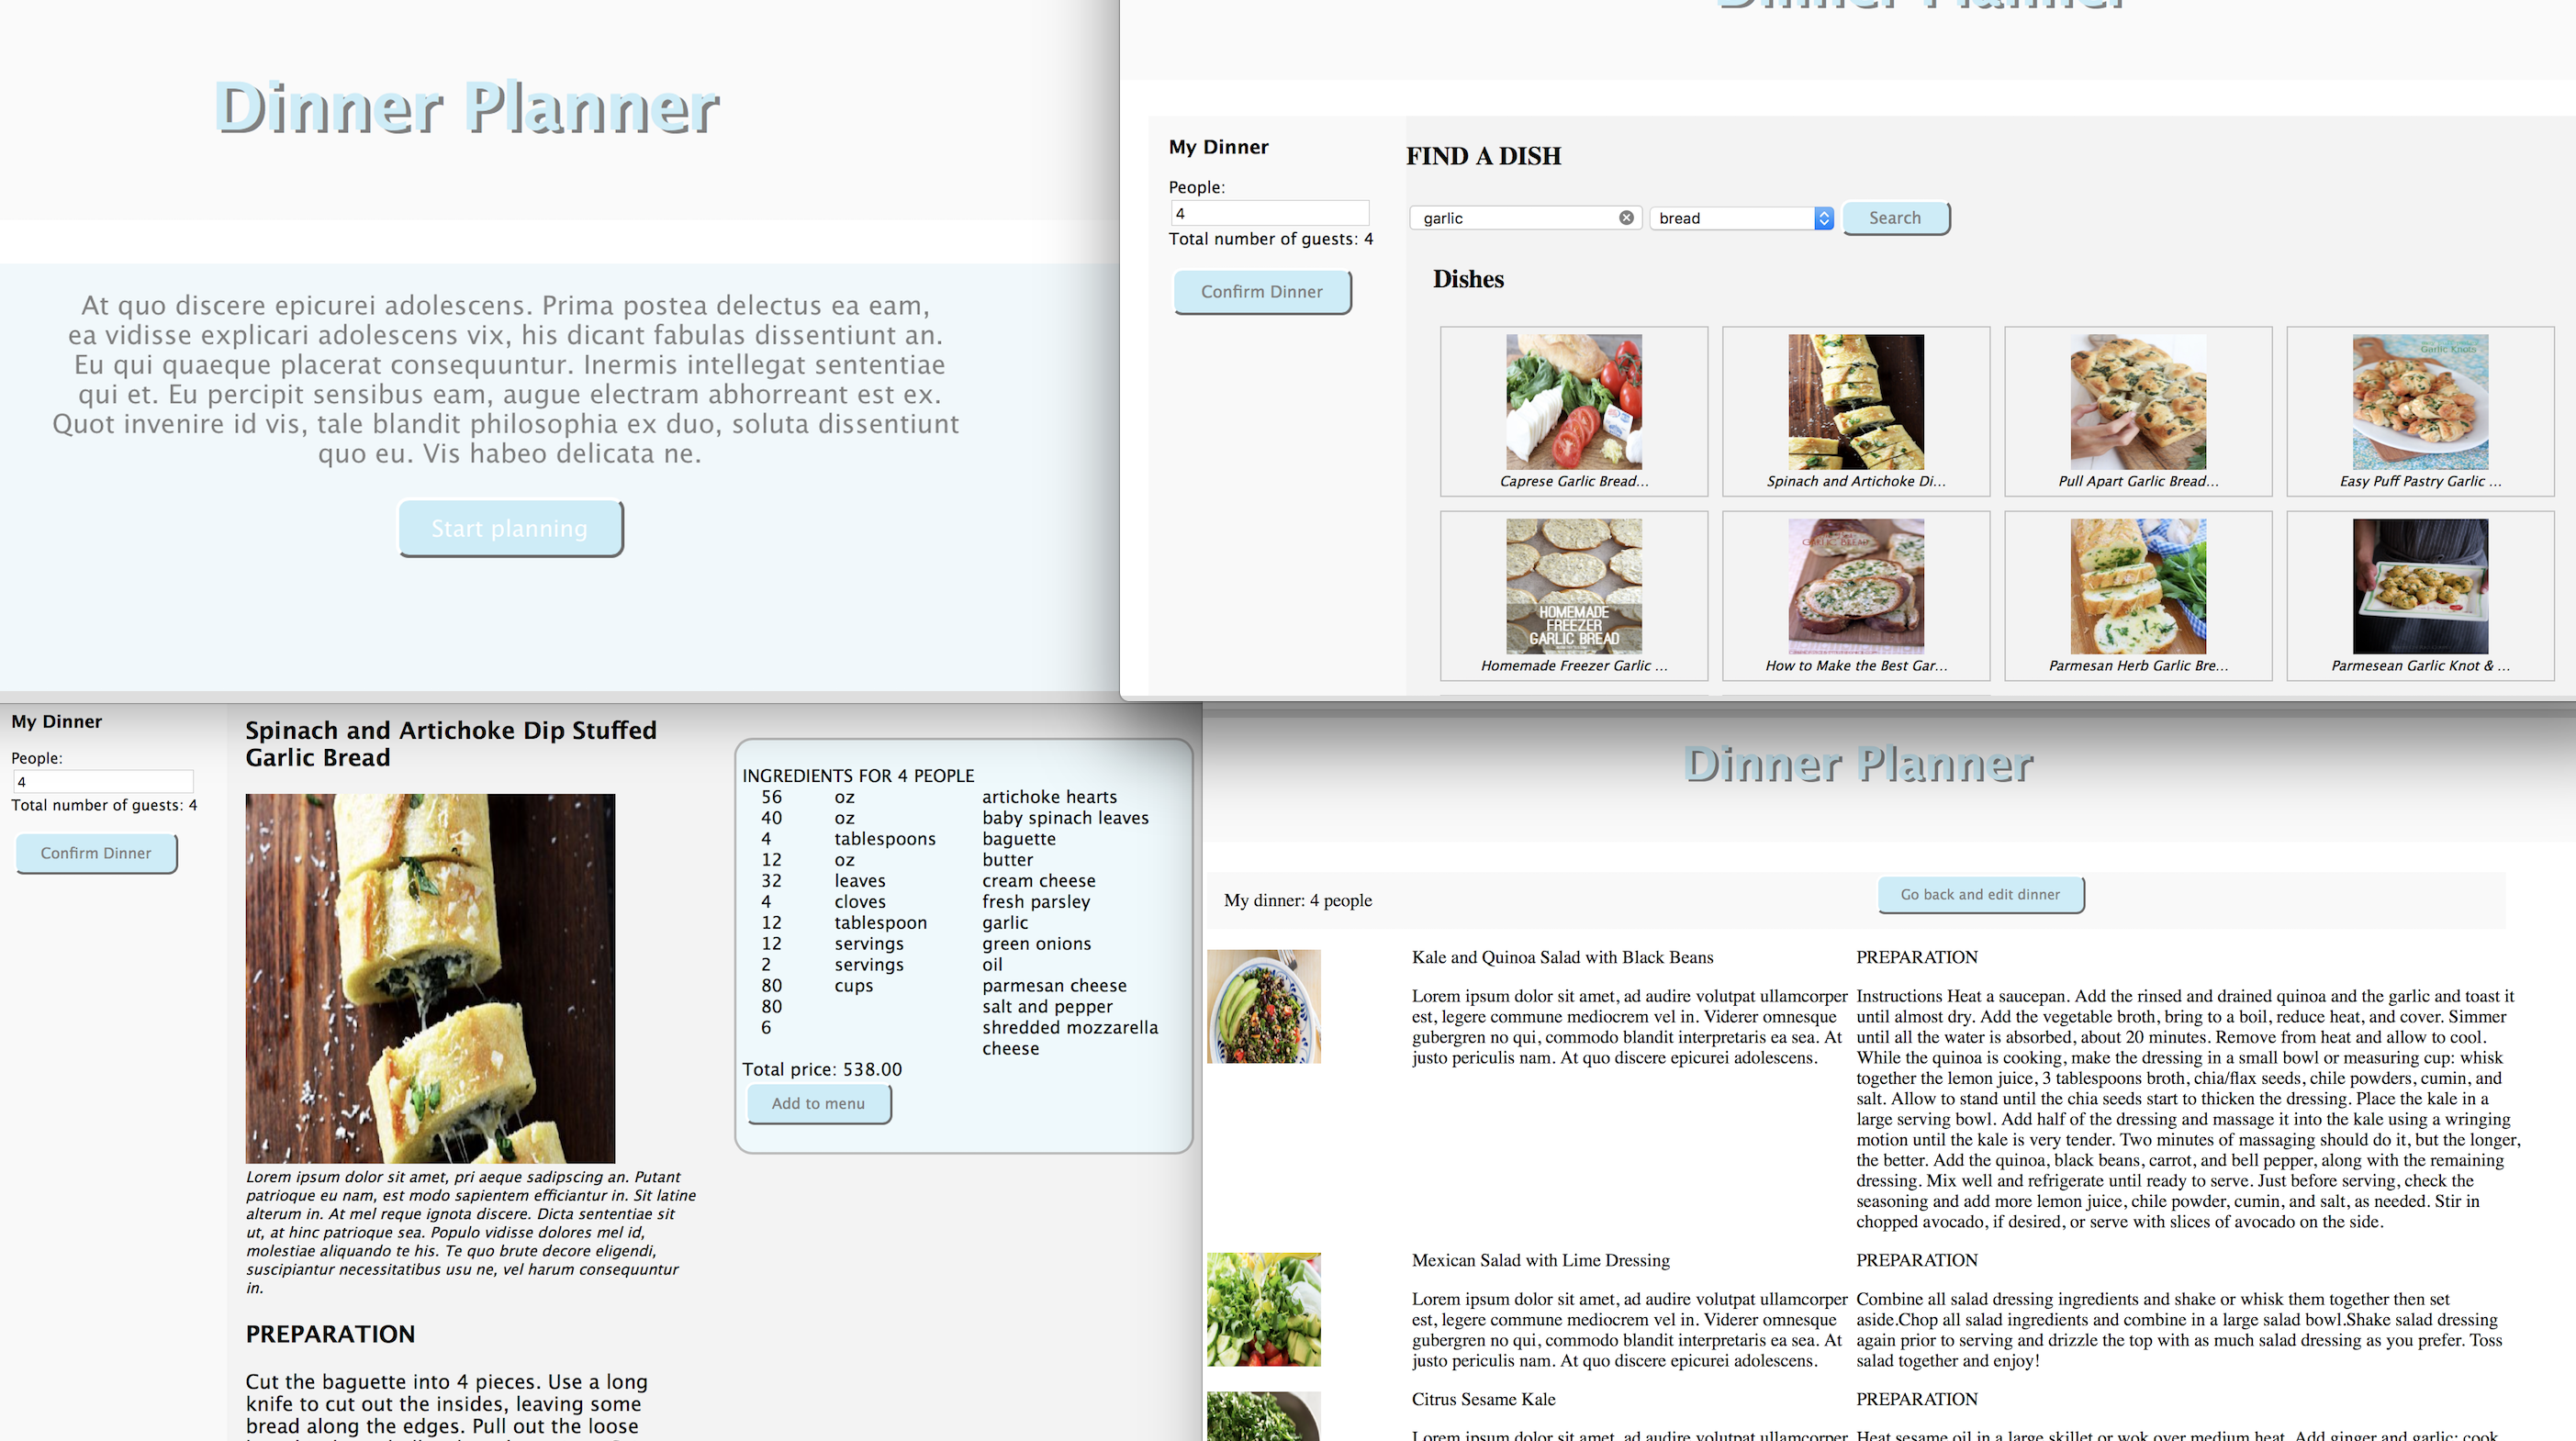 Dinner Planner
At quo discere epicurei adolescens. Prima postea delectus ea eam,
ea vidisse explicari adolescens vix, his dicant fabulas dissentiunt an.
Eu qui quaeque placerat consequuntur. Inermis intellegat sententiae
qui et. Eu percipit sensibus eam, augue electram abhorreant est ex.
Quot invenire id vis, tale blandit philosophia ex duo, soluta dissentiunt
quo eu. Vis habeo delicata ne.
Start planning
Dinner Planner
My Dinner
People:
4
Total number of guests: 4
Confirm Dinner
FIND A DISH
garlic
bread
Search
Dishes
Garlic Knots
Caprese Garlic Bread...
Spinach and Artichoke Di...
Pull Apart Garlic Bread...
Easy Puff Pastry Garlic ...
HOMEMADE
FREEZER
GARLIC BREAD
GARLIC BREAD
Homemade Freezer Garlic ...
How to Make the Best Gar...
Parmesan Herb Garlic Bre...
Parmesean Garlic Knot & ...
My Dinner
People:
4
Total number of guests: 4
Confirm Dinner
Spinach and Artichoke Dip Stuffed
Garlic Bread
Lorem ipsum dolor sit amet, pri aeque sadipscing an. Putant
patrioque eu nam, est modo sapientem efficiantur in. Sit latine
alterum in. At mel reque ignota discere. Dicta sententiae sit
ut, at hinc patrioque sea. Populo vidisse dolores mel id,
molestiae aliquando te his. Te quo brute decore eligendi,
suscipiantur necessitatibus usu ne, vel harum consequuntur
in.
PREPARATION
Cut the baguette into 4 pieces. Use a long
knife to cut out the insides, leaving some
bread along the edges. Pull out the loose
INGREDIENTS FOR 4 PEOPLE
56 oz artichoke hearts
40 oz baby spinach leaves
4 tablespoons baguette
12 oz butter
32 leaves cream cheese
4 cloves fresh parsley
12 tablespoon garlic
12 servings green onions
2 servings oil
80 cups parmesan cheese
80 salt and pepper
6 shredded mozzarella
cheese
Total price: 538.00
Add to menu
Dinner Planner
My dinner: 4 people
Go back and edit dinner
Kale and Quinoa Salad with Black Beans
Lorem ipsum dolor sit amet, ad audire volutpat ullamcorper
est, legere commune mediocrem vel in. Viderer omnesque
gubergren no qui, commodo blandit interpretaris ea sea. At
justo periculis nam. At quo discere epicurei adolescens.
PREPARATION
Instructions Heat a saucepan. Add the rinsed and drained quinoa and the garlic and toast it
until almost dry. Add the vegetable broth, bring to a boil, reduce heat, and cover. Simmer
until all the water is absorbed, about 20 minutes. Remove from heat and allow to cool.
While the quinoa is cooking, make the dressing in a small bowl or measuring cup: whisk
together the lemon juice, 3 tablespoons broth, chia/flax seeds, chile powders, cumin, and
salt. Allow to stand until the chia seeds start to thicken the dressing. Place the kale in a
large serving bowl. Add half of the dressing and massage it into the kale using a wringing
motion until the kale is very tender. Two minutes of massaging should do it, but the longer,
the better. Add the quinoa, black beans, carrot, and bell pepper, along with the remaining
dressing. Mix well and refrigerate until ready to serve. Just before serving, check the
seasoning and add more lemon juice, chile powder, cumin, and salt, as needed. Stir in
chopped avocado, if desired, or serve with slices of avocado on the side.
Mexican Salad with Lime Dressing
Lorem ipsum dolor sit amet, ad audire volutpat ullamcorper
est, legere commune mediocrem vel in. Viderer omnesque
gubergren no qui, commodo blandit interpretaris ea sea. At
justo periculis nam. At quo discere epicurei adolescens.
PREPARATION
Combine all salad dressing ingredients and shake or whisk them together then set
aside.Chop all salad ingredients and combine in a large salad bowl.Shake salad dressing
again prior to serving and drizzle the top with as much salad dressing as you prefer. Toss
salad together and enjoy!
Citrus Sesame Kale
Lorem ipsum dolor sit amet, ad audire volutpat ullamcorper
PREPARATION
Heat sesame oil in a large skillet or wok over medium heat. Add ginger and garlic; cook